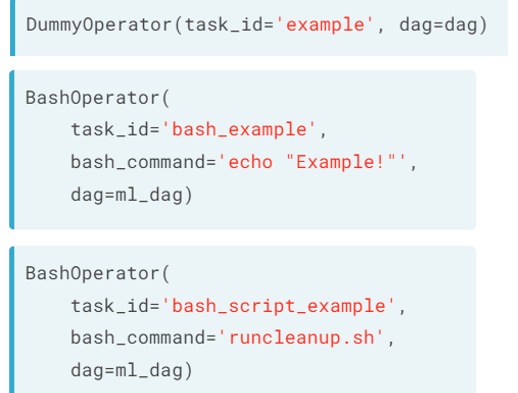 DummyOperator(task_id='example', dag=dag)
BashOperator(
    task_id='bash_example',
    bash_command='echo "Example!"',
    dag=ml_dag)
BashOperator(
    task_id='bash_script_example',
    bash_command='runcleanup.sh',
    dag=ml_dag)